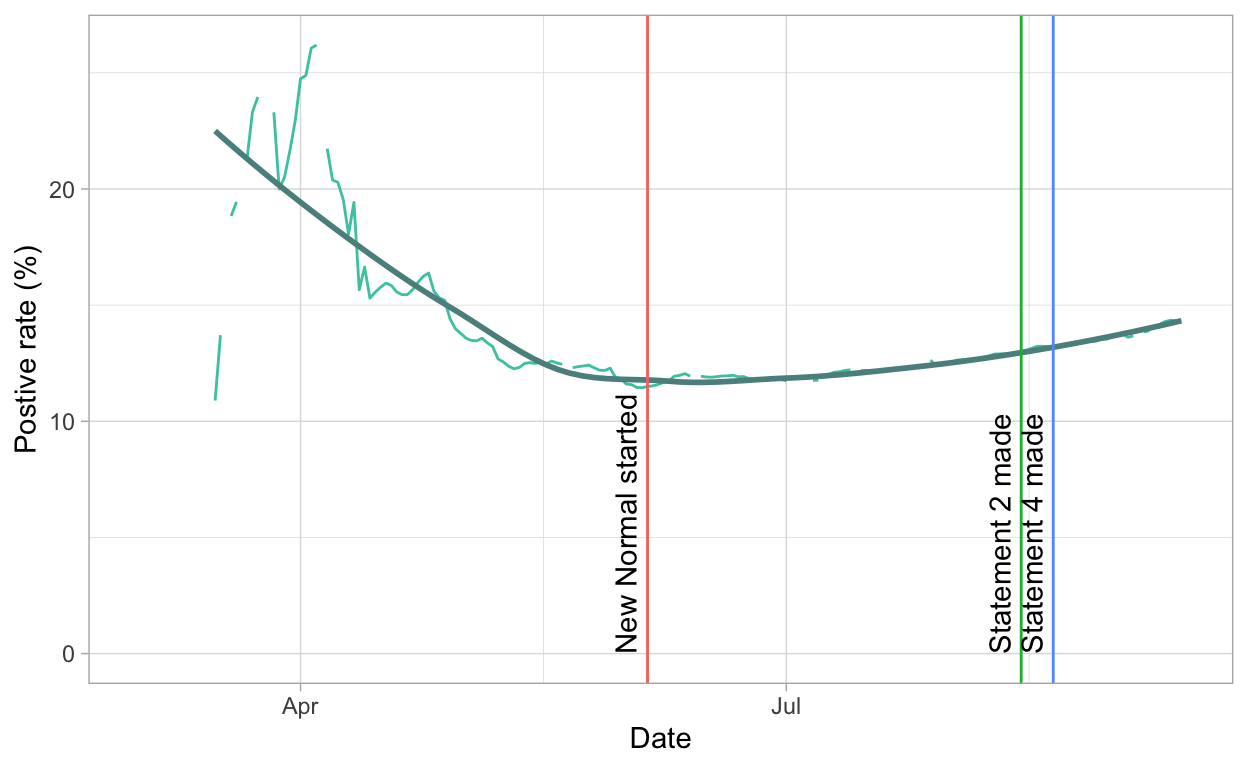 Postive rate (%)
20
10
0
New Normal started
Statement 2 made
Statement 4 made
Apr
Jul
Date